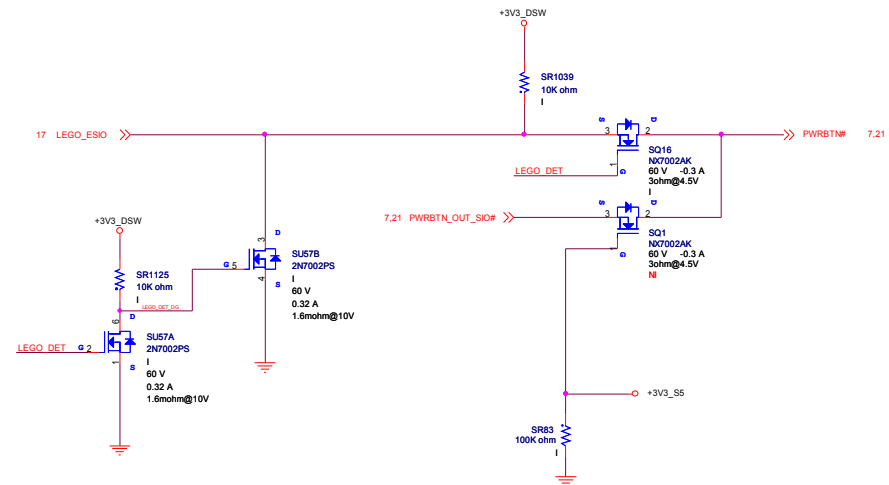 +3V3_DSW
SR1039
10K ohm
I
17 LEGO_ESIO
S
D
3
2
PWRBTN# 7,21
SQ16
NX7002AK
60 V -0.3 A
3ohm@4.5V
I
LEGO_DET
1
G
S
D
7,21 PWRBTN_OUT_SIO#
3
2
SQ1
NX7002AK
60 V -0.3 A
3ohm@4.5V
NI
1
G
+3V3_DSW
SR1125
10K ohm
I
LEGO_DET_DG
D
3
G 5
SU57B
2N7002PS
I
4
S
60 V
0.32 A
1.6mohm@10V
6
D
LEGO_DET
G 2
SU57A
2N7002PS
I
1
S
60 V
0.32 A
1.6mohm@10V
+3V3_S5
SR83
100K ohm
I